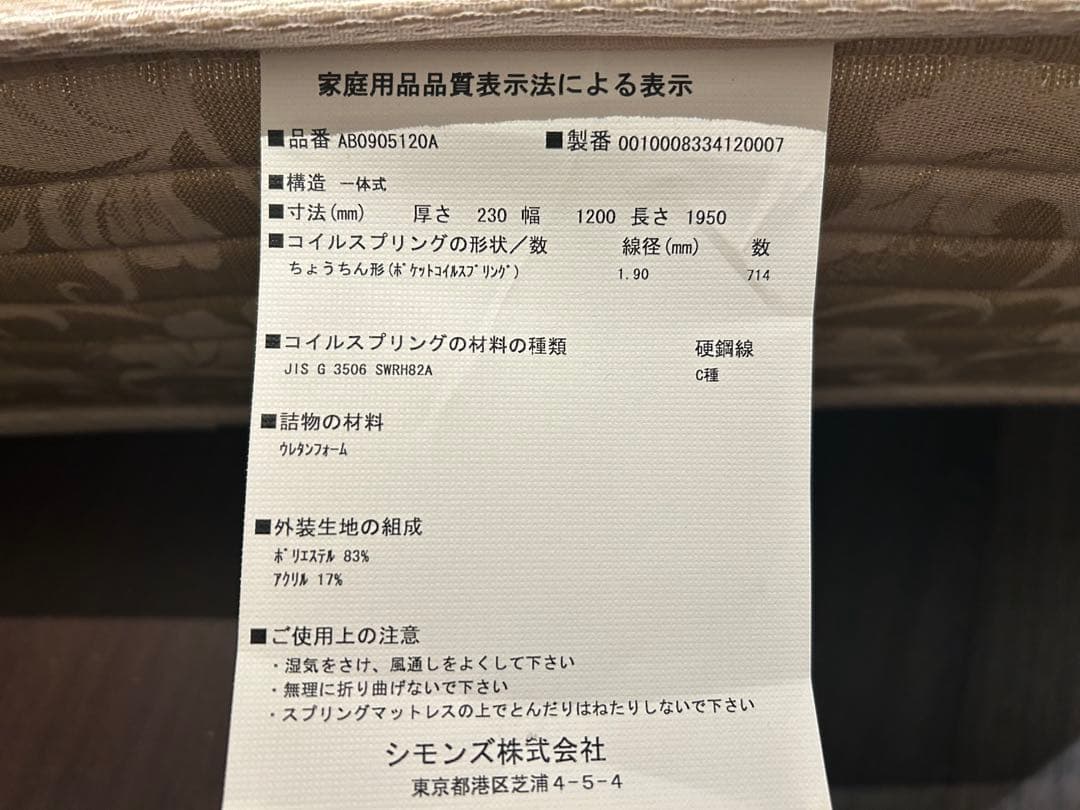 家庭用品品質表示法による表示
■品番 AB0905120A ■製番 0010008334120007
■構造 一体式
■寸法(mm) 厚さ 230 幅 1200 長さ 1950
■コイルスプリングの形状／数 線径(mm) 数
ちょうちん形(ﾎﾟｹｯﾄｺｲﾙｽﾌﾟﾘﾝｸﾞ) 1.90 714
■コイルスプリングの材料の種類 硬鋼線
JIS G 3506 SWRH82A C種
■詰物の材料
ｳﾚﾀﾝﾌｫｰﾑ
■外装生地の組成
ﾎﾟﾘｴｽﾃﾙ 83%
ｱｸﾘﾙ 17%
■ご使用上の注意
・湿気をさけ、風通しをよくして下さい
・無理に折り曲げないで下さい
・スプリングマットレスの上でとんだりはねたりしないで下さい
シモンズ株式会社
東京都港区芝浦４－５－４